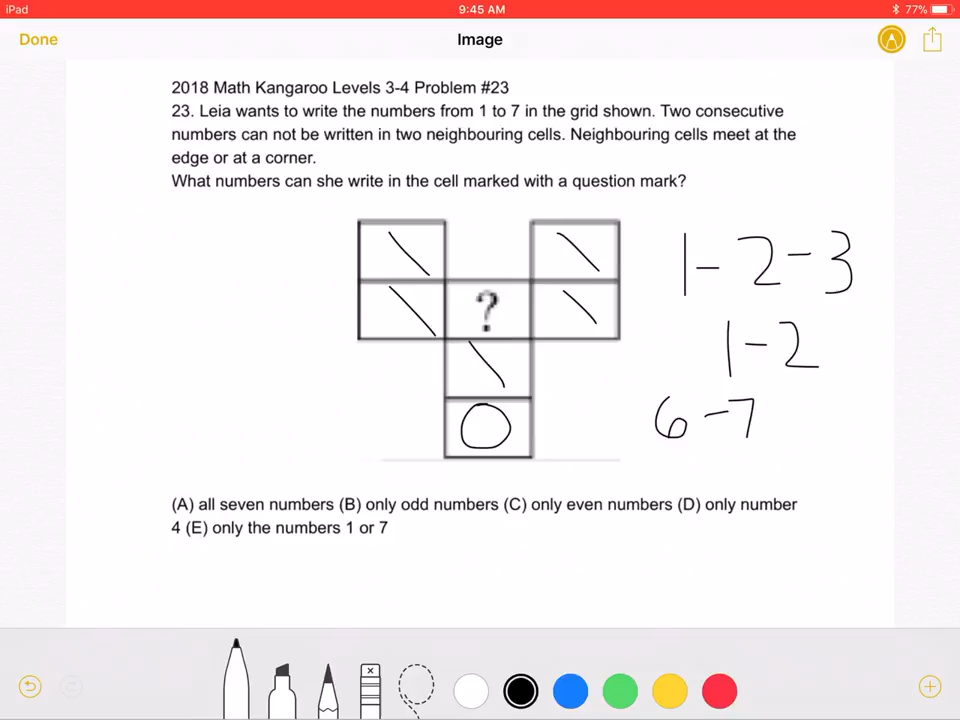 iPad
9:45 AM
77%
Done
Image
2018 Math Kangaroo Levels 3-4 Problem #23
23. Leia wants to write the numbers from 1 to 7 in the grid shown. Two consecutive
numbers can not be written in two neighbouring cells. Neighbouring cells meet at the
edge or at a corner.
What numbers can she write in the cell marked with a question mark?
?
1-2-3
1-2
6-7
(A) all seven numbers (B) only odd numbers (C) only even numbers (D) only number
4 (E) only the numbers 1 or 7